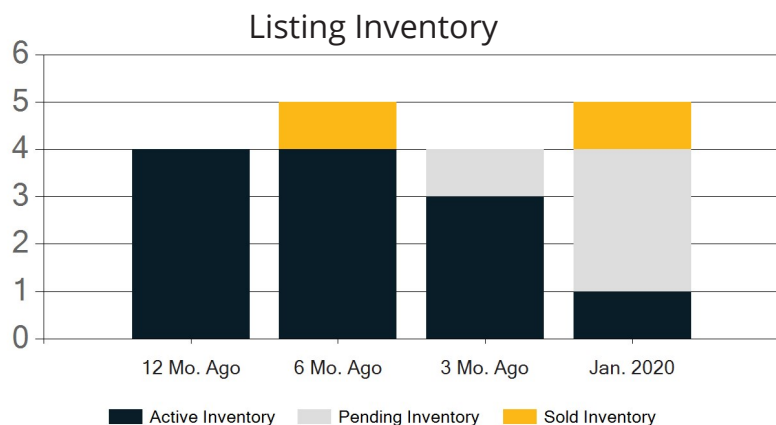 Listing Inventory
6
5
4
3
2
1
0
12 Mo. Ago 6 Mo. Ago 3 Mo. Ago Jan. 2020
Active Inventory Pending Inventory Sold Inventory